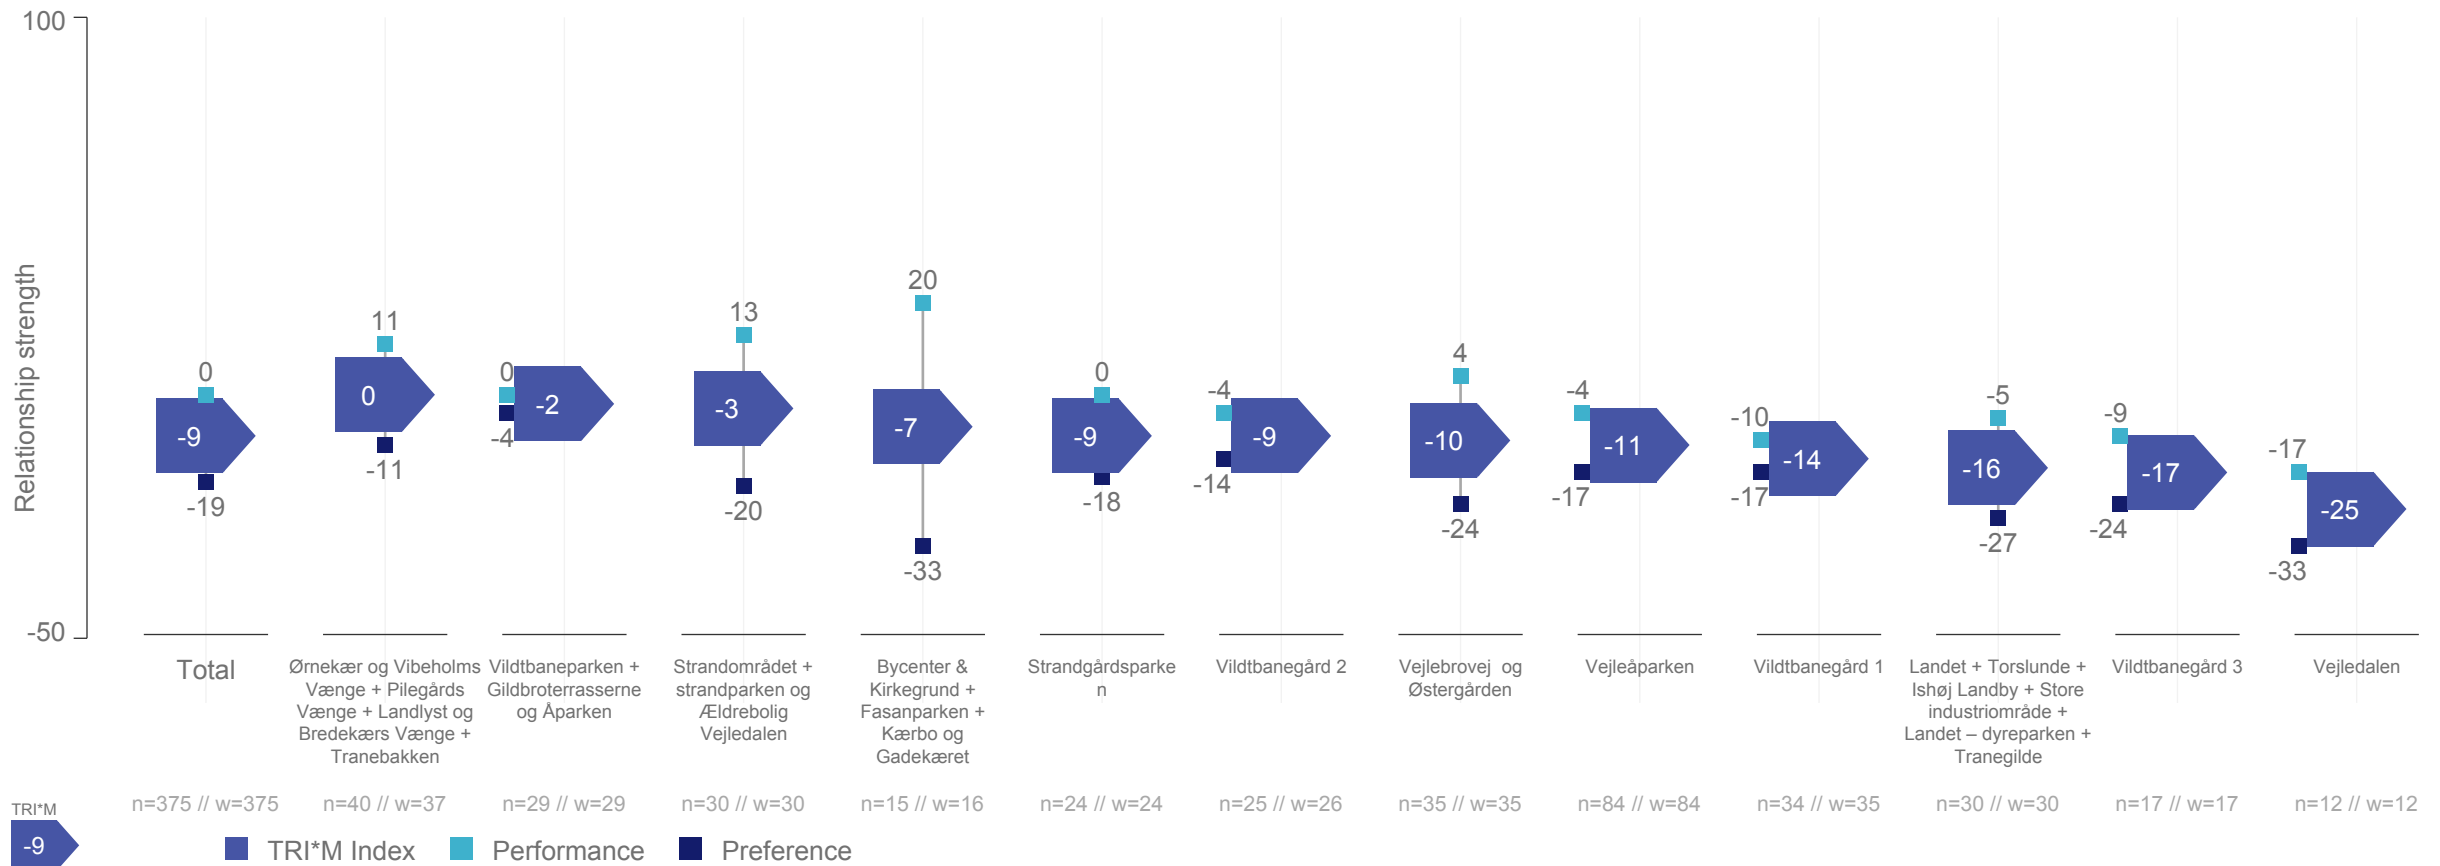 100
Relationship strength
-50
0
-9
-19
11
0
-11
0
-2
-4
13
-3
-20
20
-7
-33
0
-9
-18
-4
-9
-14
4
-10
-24
-4
-11
-17
-10
-14
-17
-5
-16
-27
-9
-17
-24
-17
-25
-33
Total
Ørnekær og Vibeholms
Vænge + Pilegårds
Vænge + Landlyst og
Bredekærs Vænge +
Tranebakken
Vildtbaneparken +
Gildbroterrasserne
og Åparken
Strandområdet +
strandparken og
Ældrebolig
Vejledalen
Bycenter &
Kirkegrund +
Fasanparken +
Kærbo og
Gadekæret
Strandgårdsparke
n
Vildtbanegård 2
Vejlebrovej og
Østergården
Vejleåparken
Vildtbanegård 1
Landet + Torslunde +
Ishøj Landby + Store
industriområde +
Landet – dyreparken +
Tranegilde
Vildtbanegård 3
Vejledalen
n=375 // w=375
n=40 // w=37
n=29 // w=29
n=30 // w=30
n=15 // w=16
n=24 // w=24
n=25 // w=26
n=35 // w=35
n=84 // w=84
n=34 // w=35
n=30 // w=30
n=17 // w=17
n=12 // w=12
TRI*M
-9
TRI*M Index
Performance
Preference